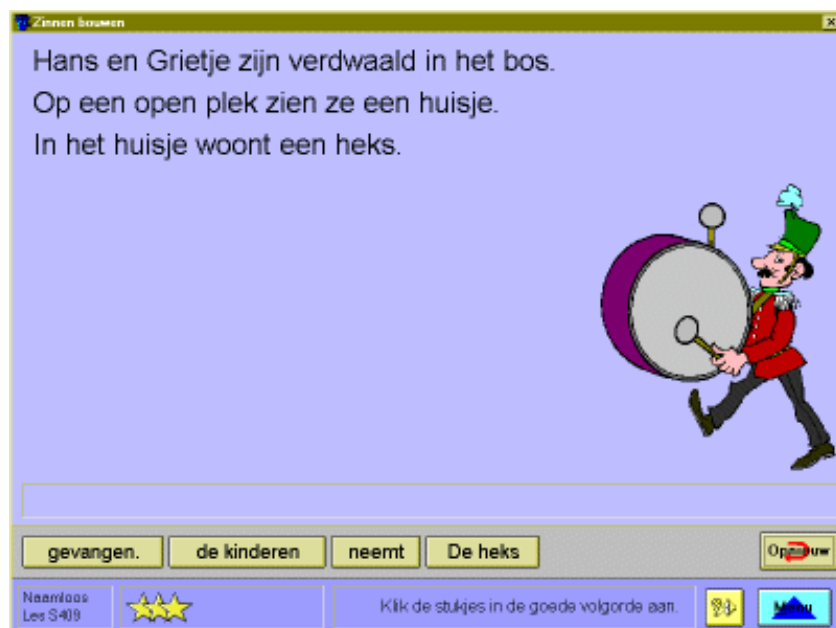 Zinnen bouwen
Hans en Grietje zijn verdwaald in het bos.
Op een open plek zien ze een huisje.
In het huisje woont een heks.
gevangen. de kinderen neemt De heks Opnieuw
Naamloos
Les S409
Klik de stukjes in de goede volgorde aan. Menu